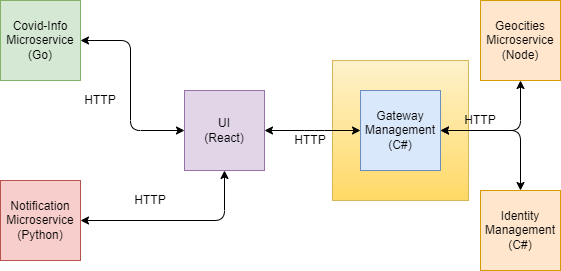 Covid-Info
Microservice
(Go)
HTTP
Notification
Microservice
(Python)
HTTP
UI
(React)
HTTP
Gateway
Management
(C#)
HTTP
Geocities
Microservice
(Node)
Identity
Management
(C#)